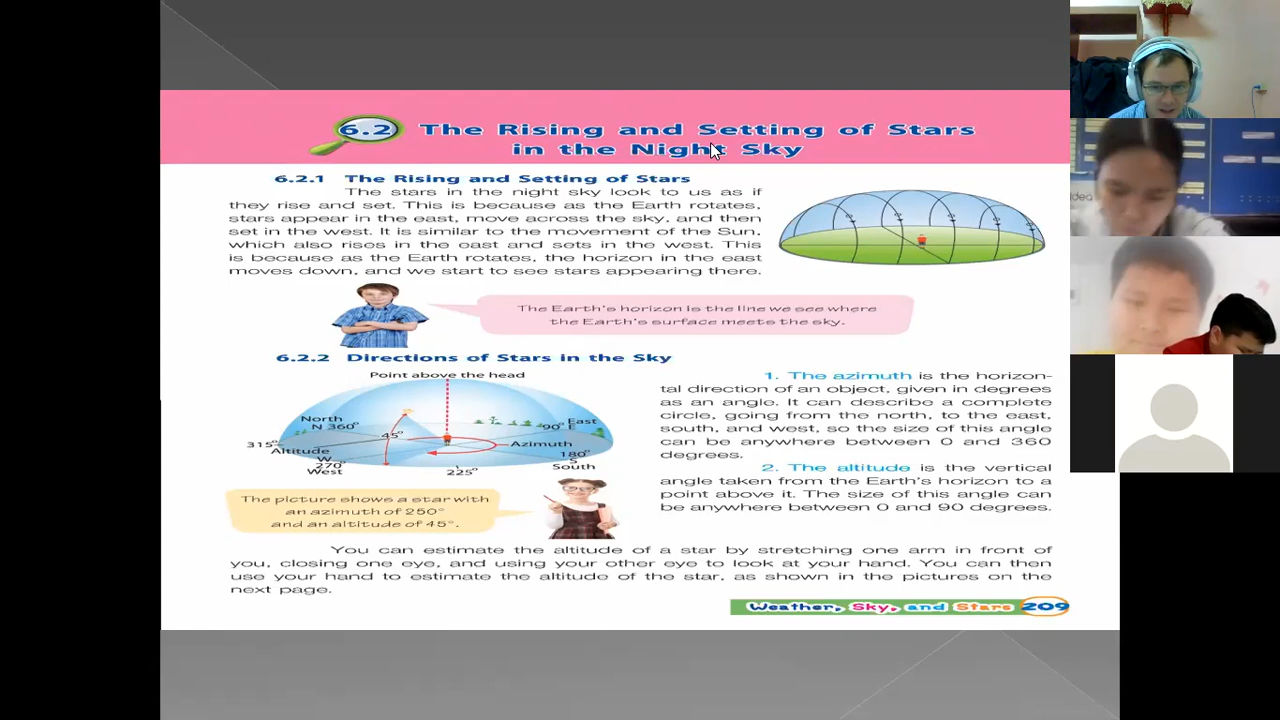 6.2 The Rising and Setting of Stars
in the Night Sky
6.2.1 The Rising and Setting of Stars
The stars in the night sky look to us as if
they rise and set. This is because as the Earth rotates,
stars appear in the east, move across the sky, and then
set in the west. It is similar to the movement of the Sun,
which also rises in the east and sets in the west. This
is because as the Earth rotates, the horizon in the east
moves down, and we start to see stars appearing there.
The Earth's horizon is the line we see where
the Earth's surface meets the sky.
6.2.2 Directions of Stars in the Sky
Point above the head
North
N 360°
East
90° E
45°
315°
Altitude
Azimuth
W
270°
West
180°
S
South
225°
The picture shows a star with
an azimuth of 250°
and an altitude of 45°.
1. The azimuth is the horizon-
tal direction of an object, given in degrees
as an angle. It can describe a complete
circle, going from the north, to the east,
south, and west, so the size of this angle
can be anywhere between 0 and 360
degrees.
2. The altitude is the vertical
angle taken from the Earth's horizon to a
point above it. The size of this angle can
be anywhere between 0 and 90 degrees.
You can estimate the altitude of a star by stretching one arm in front of
you, closing one eye, and using your other eye to look at your hand. You can then
use your hand to estimate the altitude of the star, as shown in the pictures on the
next page.
Weather, Sky, and Stars 209